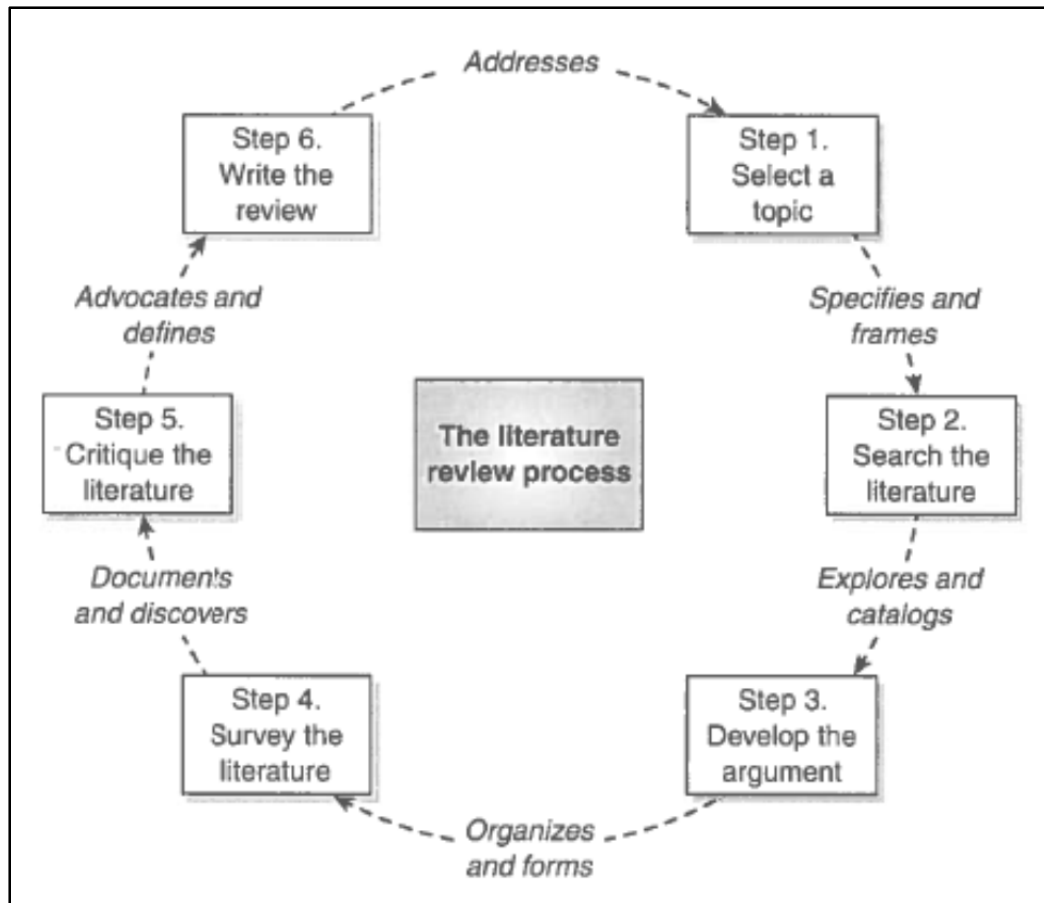 Addresses
Step 6.
Write the
review
Step 1.
Select a
topic
Advocates and
defines
Specifies and
frames
The literature
review process
Step 5.
Critique the
literature
Step 2.
Search the
literature
Documents
and discovers
Explores and
catalogs
Step 4.
Survey the
literature
Step 3.
Develop the
argument
Organizes
and forms